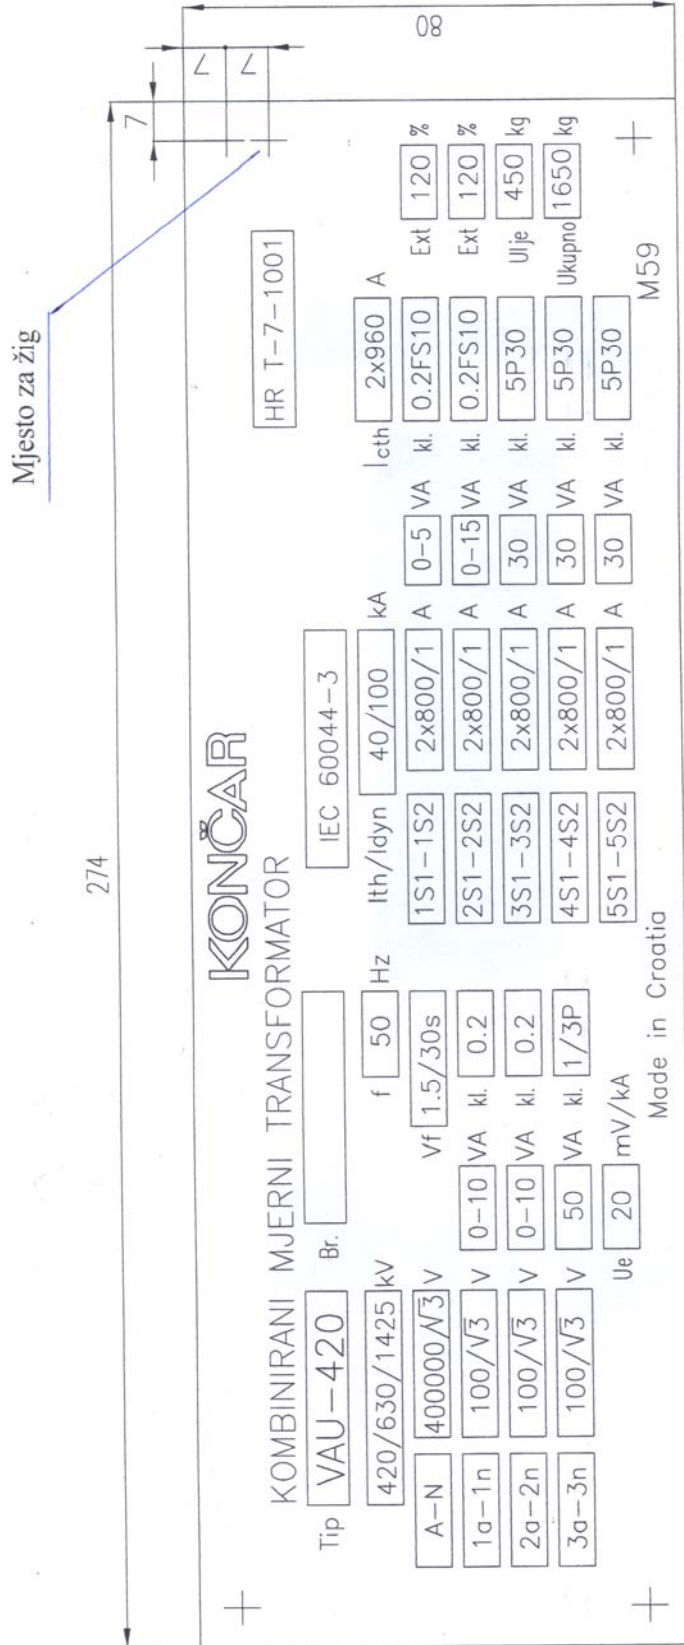 Mjesto za žig
274
7
7
7
80
KONČAR
KOMBINIRANI MJERNI TRANSFORMATOR
HR T-7-1001
Tip VAU-420 Br. IEC 60044-3
420/630/1425 kV f 50 Hz Ith/Idyn 40/100 kA Icth 2x960 A
A-N 400000/√3 V Vf 1.5/30s 1S1-1S2 2x800/1 A 0-5 VA kl. 0.2FS10 Ext 120 %
1a-1n 100/√3 V 0-10 VA kl. 0.2 2S1-2S2 2x800/1 A 0-15 VA kl. 0.2FS10 Ext 120 %
2a-2n 100/√3 V 0-10 VA kl. 0.2 3S1-3S2 2x800/1 A 30 VA kl. 5P30 Ulje 450 kg
3a-3n 100/√3 V 50 VA kl. 1/3P 4S1-4S2 2x800/1 A 30 VA kl. 5P30 Ukupno 1650 kg
Ue 20 mV/kA 5S1-5S2 2x800/1 A 30 VA kl. 5P30
Made in Croatia M59